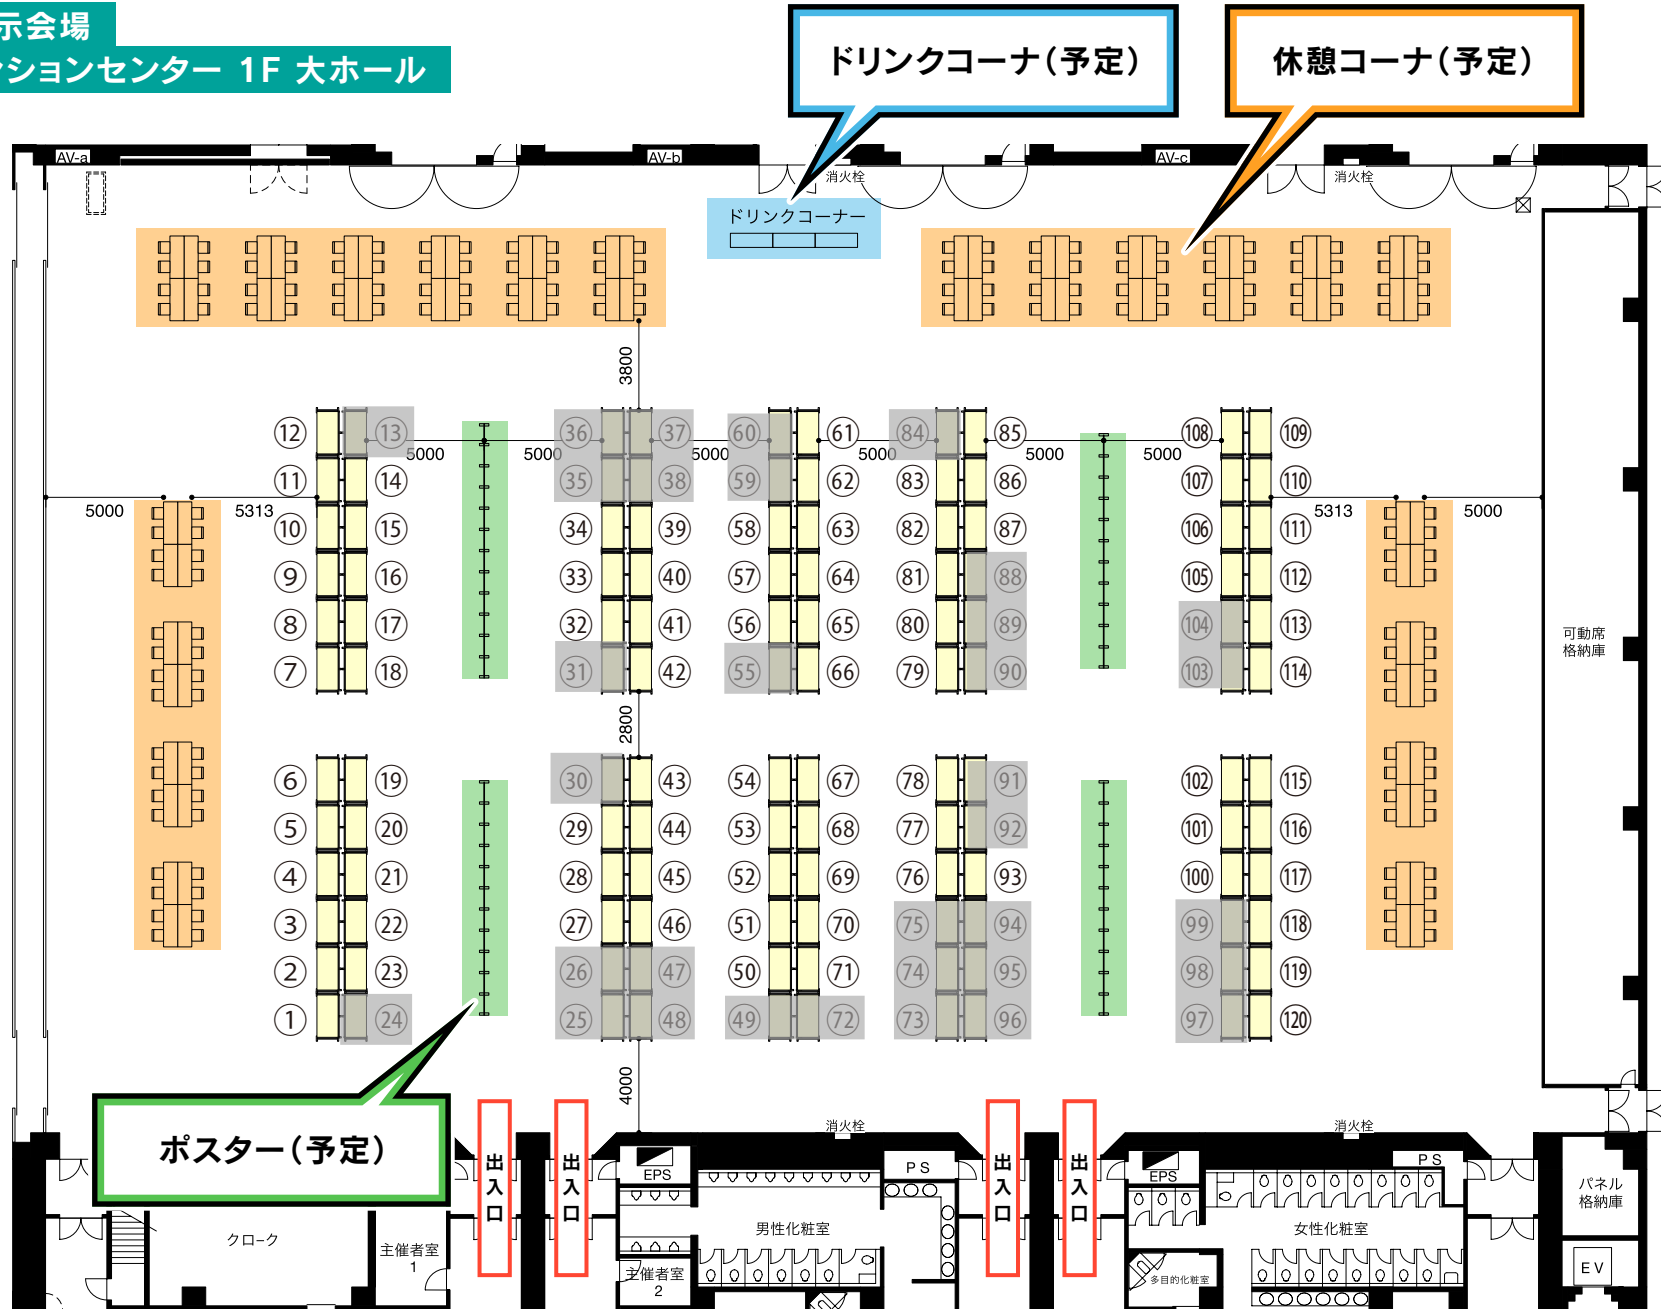 示会場
ンションセンター 1F 大ホール
ドリンクコーナ(予定)
休憩コーナ(予定)
AV-a
AV-b
AV-c
消火栓
消火栓
ドリンクコーナー
3800
⑫ ⑬ ㊱ ㊲ 60 61 84 85 108 109
5000 5000 5000 5000 5000 5000
⑪ ⑭ ㉟ ㊳ 59 62 83 86 107 110
5000 5313 5313 5000
⑩ ⑮ ㉞ ㊴ 58 63 82 87 106 111
⑨ ⑯ ㉝ ㊵ 57 64 81 88 105 112
⑧ ⑰ ㉜ ㊶ 56 65 80 89 104 113
⑦ ⑱ ㉛ ㊷ 55 66 79 90 103 114
可動席
格納庫
2800
⑥ ⑲ ㉚ ㊸ 54 67 78 91 102 115
⑤ ⑳ ㉙ ㊹ 53 68 77 92 101 116
④ ㉑ ㉘ ㊺ 52 69 76 93 100 117
③ ㉒ ㉗ ㊻ 51 70 75 94 99 118
② ㉓ ㉖ ㊼ ㊿ 71 74 95 98 119
① ㉔ ㉕ ㊽ ㊾ 72 73 96 97 120
4000
ポスター(予定)
消火栓
消火栓
出入口
出入口
出入口
出入口
EPS
PS
EPS
PS
パネル
格納庫
クローク
主催者室
1
男性化粧室
女性化粧室
主催者室
2
多目的化粧室
EV